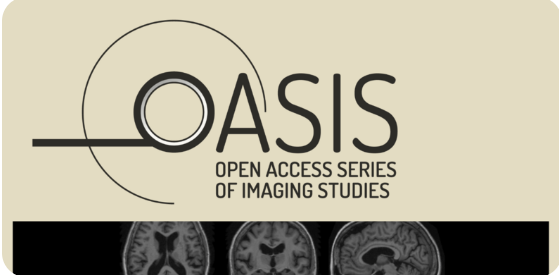 OASIS
OPEN ACCESS SERIES
OF IMAGING STUDIES